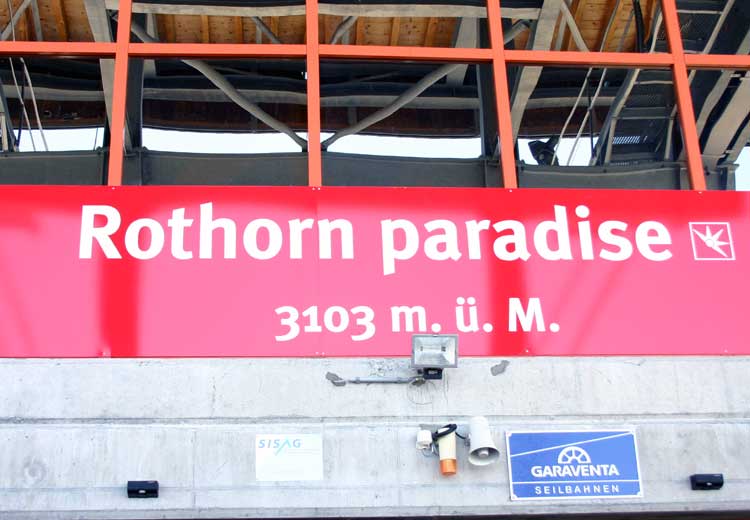 Rothorn paradise
3103 m. ü. M.
SISAG
GARAVENTA
SEILBAHNEN